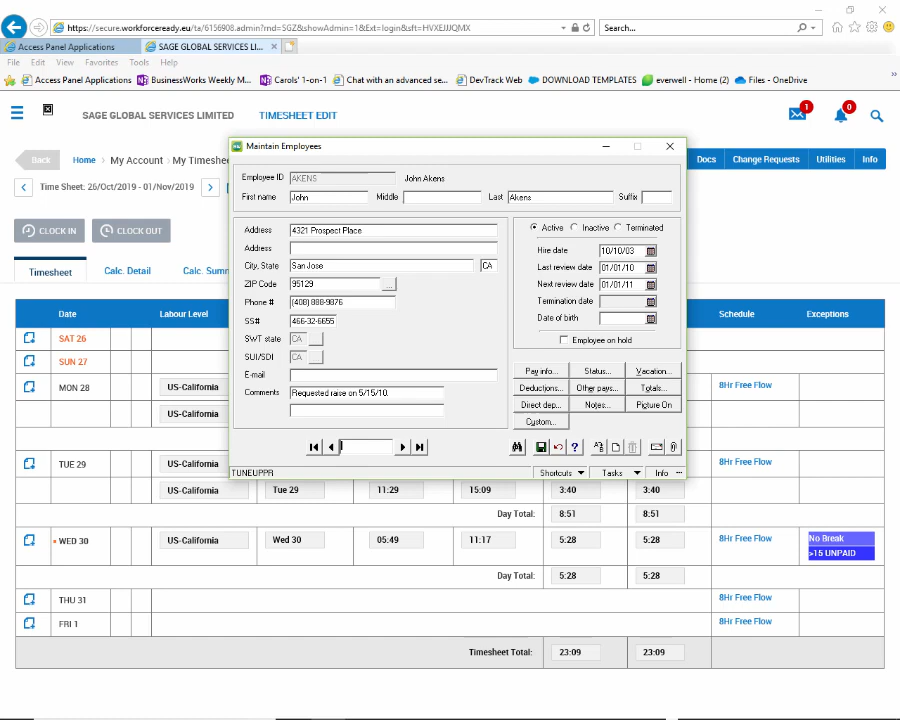 https://secure.workforceready.eu/ta/6156908.admin?rnd=SGZ&showAdmin=1&Ext=login&sft=HVXEJJQMX
Search...
Access Panel Applications
SAGE GLOBAL SERVICES LI...
File Edit View Favorites Tools Help
Access Panel Applications BusinessWorks Weekly M... Carols' 1-on-1 Chat with an advanced se... DevTrack Web DOWNLOAD TEMPLATES everwell - Home (2) Files - OneDrive
SAGE GLOBAL SERVICES LIMITED TIMESHEET EDIT 1 0
Back Home > My Account > My Timeshe
Docs Change Requests Utilities Info
Time Sheet: 26/Oct/2019 - 01/Nov/2019
CLOCK IN CLOCK OUT
Timesheet Calc. Detail Calc. Summ
Maintain Employees
Employee ID AKENS John Akens
First name John Middle Last Akens Suffix
Address 4321 Prospect Place
Address
City, State San Jose CA
ZIP Code 95129 ...
Phone # (408) 888-9876
SS# 466-32-6655
SWT state CA
SUI/SDI CA
E-mail
Comments Requested raise on 5/15/10.
Active Inactive Terminated
Hire date 10/10/03
Last review date 01/01/10
Next review date 01/01/11
Termination date
Date of birth
Employee on hold
Pay info... Status... Vacation...
Deductions... Other pays... Totals...
Direct dep... Notes... Picture On
Custom...
TUNEUPPR Shortcuts Tasks Info
Date Labour Level Schedule Exceptions
SAT 26
SUN 27
MON 28 US-California 8Hr Free Flow
US-California
TUE 29 US-California 8Hr Free Flow
US-California Tue 29 11:29 15:09 3:40 3:40
Day Total: 8:51 8:51
WED 30 US-California Wed 30 05:49 11:17 5:28 5:28 8Hr Free Flow No Break
>15 UNPAID
Day Total: 5:28 5:28
THU 31 8Hr Free Flow
FRI 1 8Hr Free Flow
Timesheet Total: 23:09 23:09